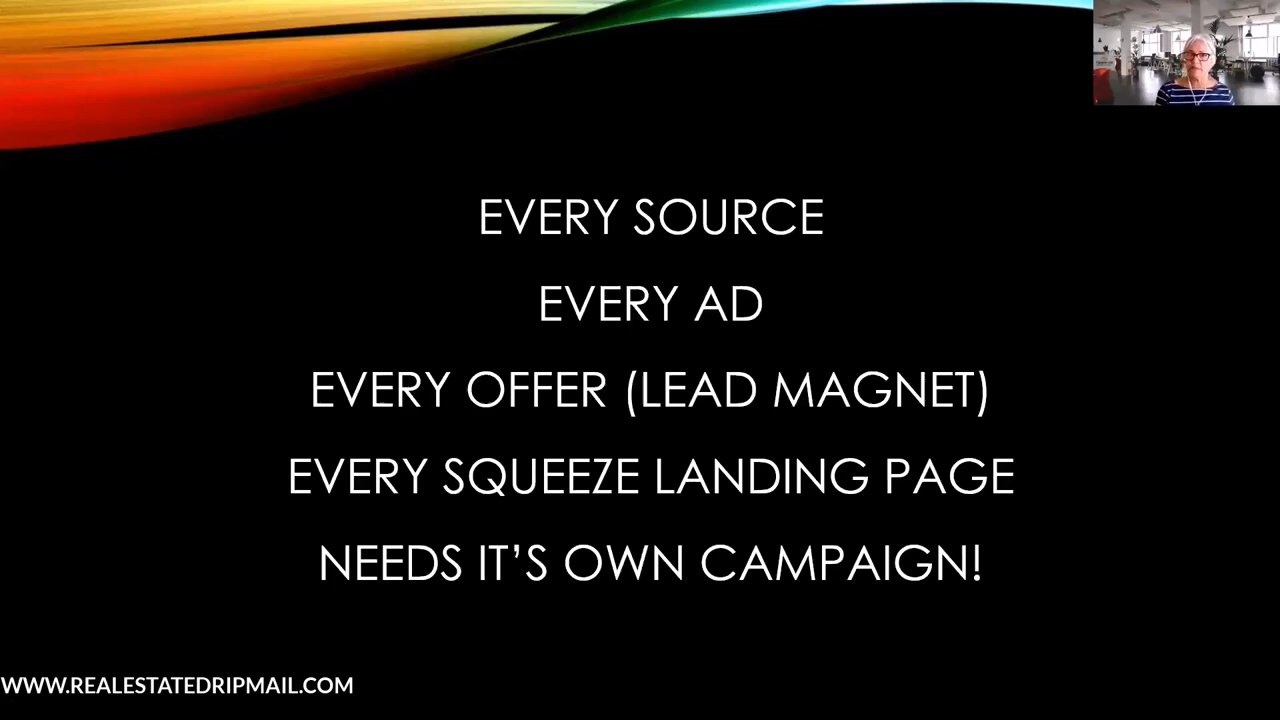 EVERY SOURCE
EVERY AD
EVERY OFFER (LEAD MAGNET)
EVERY SQUEEZE LANDING PAGE
NEEDS IT’S OWN CAMPAIGN!
WWW.REALESTATEDRIPMAIL.COM